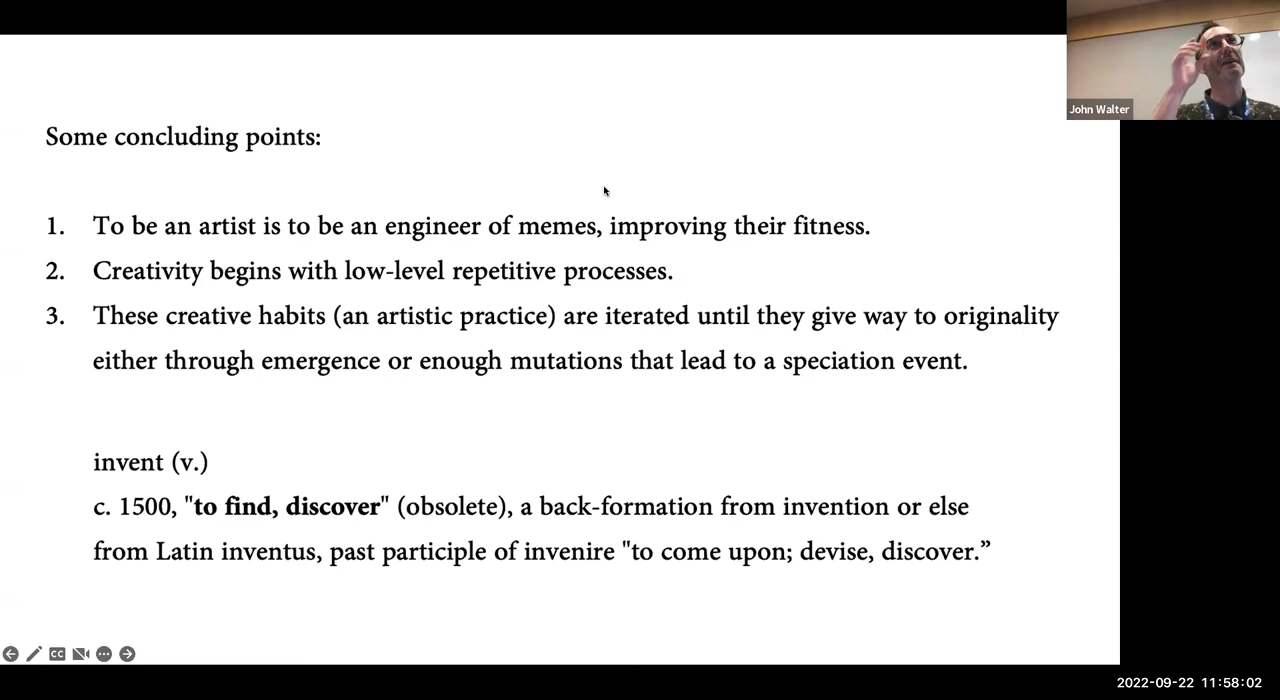 John Walter
Some concluding points:
1. To be an artist is to be an engineer of memes, improving their fitness.
2. Creativity begins with low-level repetitive processes.
3. These creative habits (an artistic practice) are iterated until they give way to originality
either through emergence or enough mutations that lead to a speciation event.
invent (v.)
c. 1500, "to find, discover" (obsolete), a back-formation from invention or else
from Latin inventus, past participle of invenire "to come upon; devise, discover.”
CC
2022-09-22 11:58:02